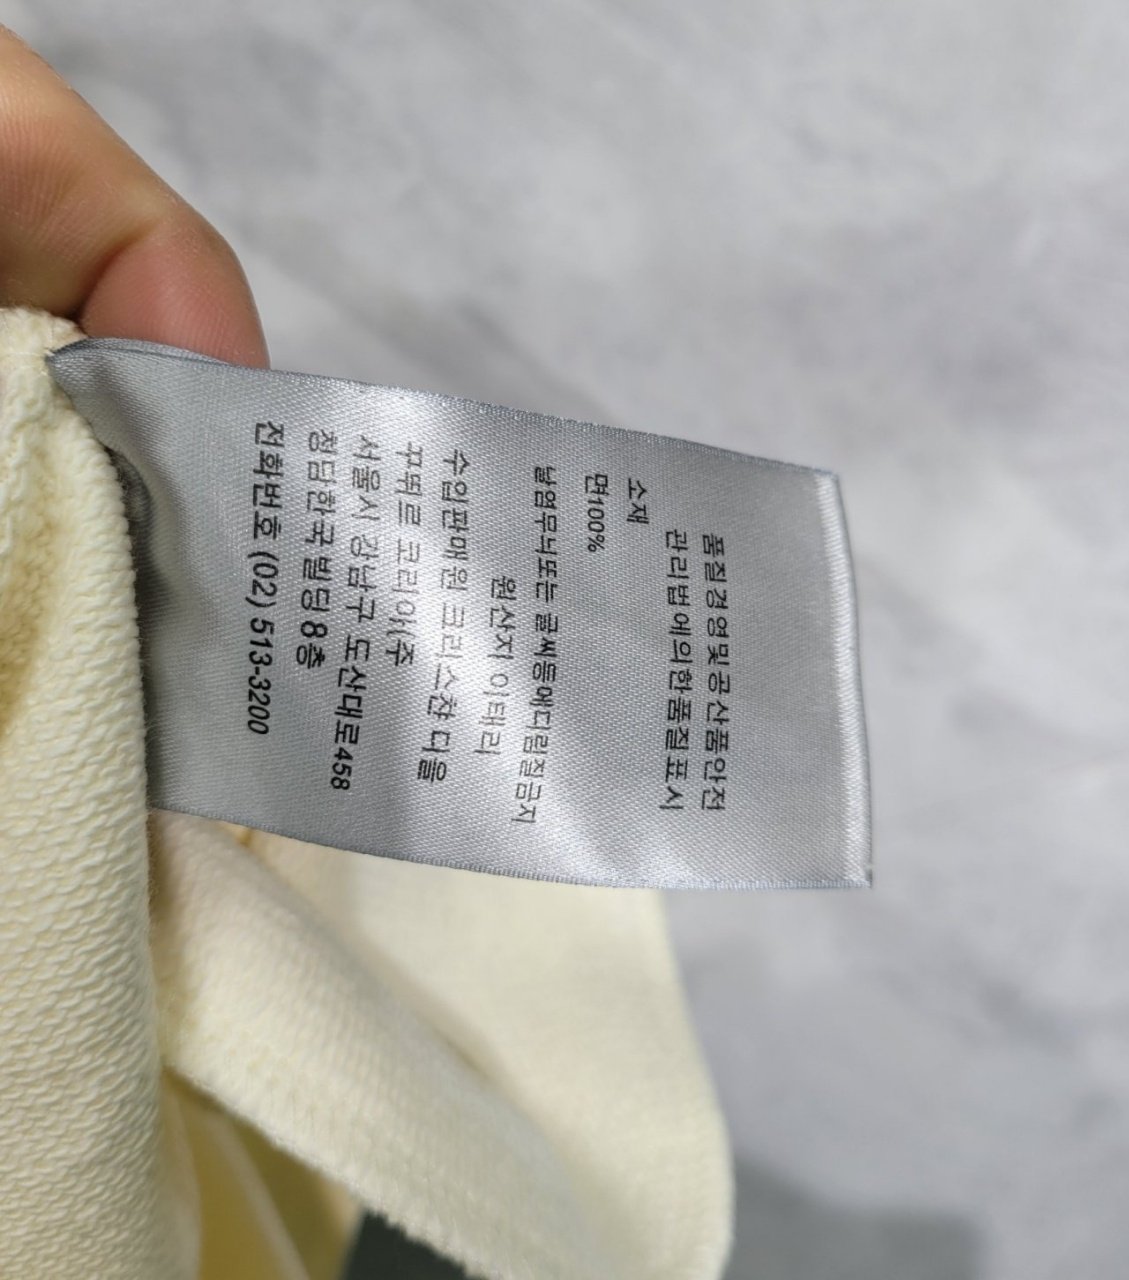 품질경영및공산품안전
관리법에의한품질표시
소재
면100%
날염무늬또는 글씨등에다림질금지
원산지 이태리
수입판매원 크리스챤 디올
꾸뛰르 코리아(주
서울시 강남구 도산대로458
청담한국빌딩8층
전화번호 (02) 513-3200